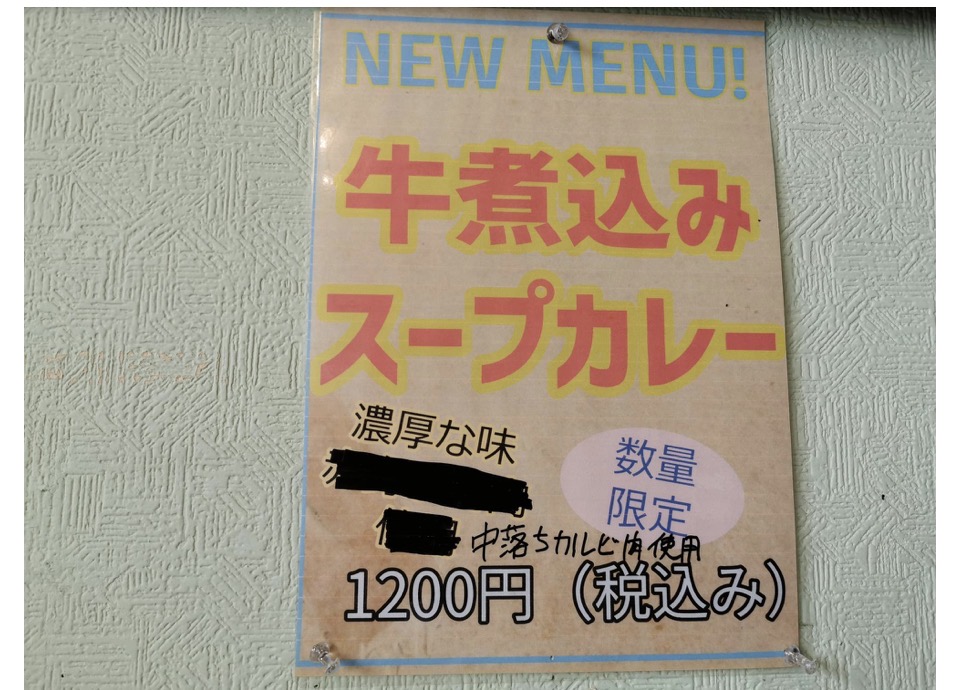 NEW MENU!
牛煮込み
スープカレー
濃厚な味
数量
限定
中落ちカルビ肉使用
1200円（税込み）